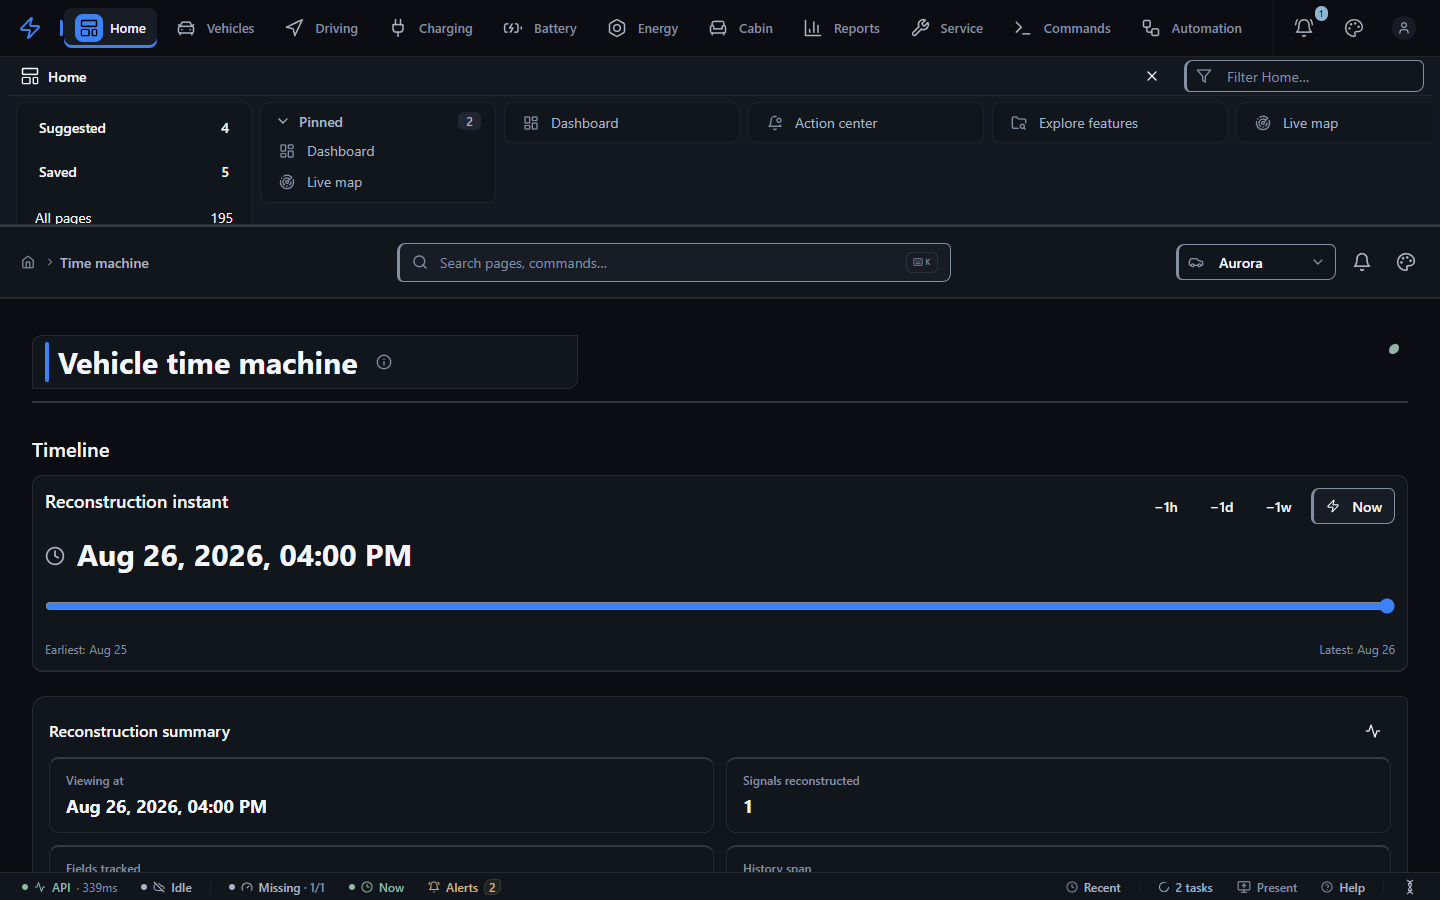 Home
Vehicles
Driving
Charging
Battery
Energy
Cabin
Reports
Service
Commands
Automation
1
Home
Filter Home...
Suggested 4
Saved 5
All pages 195
Pinned 2
Dashboard
Live map
Dashboard
Action center
Explore features
Live map
Time machine
Search pages, commands...
K
Aurora
Vehicle time machine
Timeline
Reconstruction instant
−1h
−1d
−1w
Now
Aug 26, 2026, 04:00 PM
Earliest: Aug 25
Latest: Aug 26
Reconstruction summary
Viewing at
Aug 26, 2026, 04:00 PM
Signals reconstructed
1
Fields tracked
History span
API · 339ms
Idle
Missing · 1/1
Now
Alerts 2
Recent
2 tasks
Present
Help